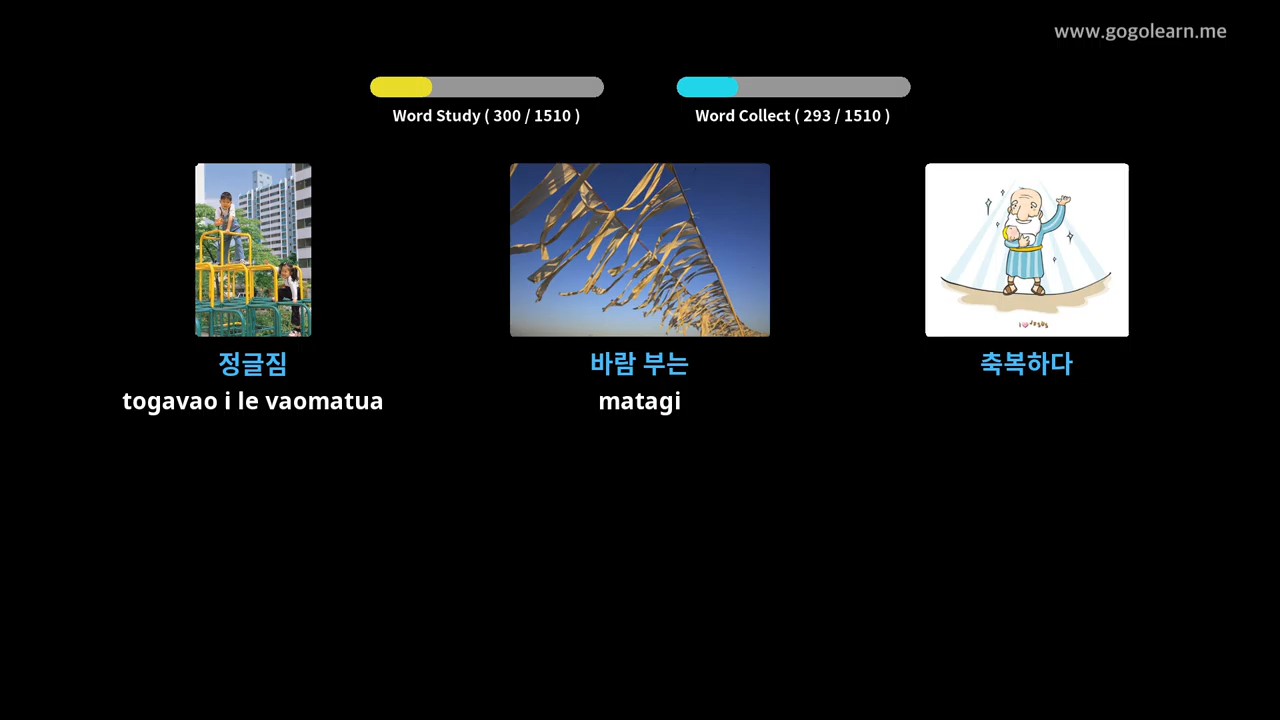 www.gogolearn.me
Word Study ( 300 / 1510 )
Word Collect ( 293 / 1510 )
정글짐
바람 부는
축복하다
togavao i le vaomatua
matagi